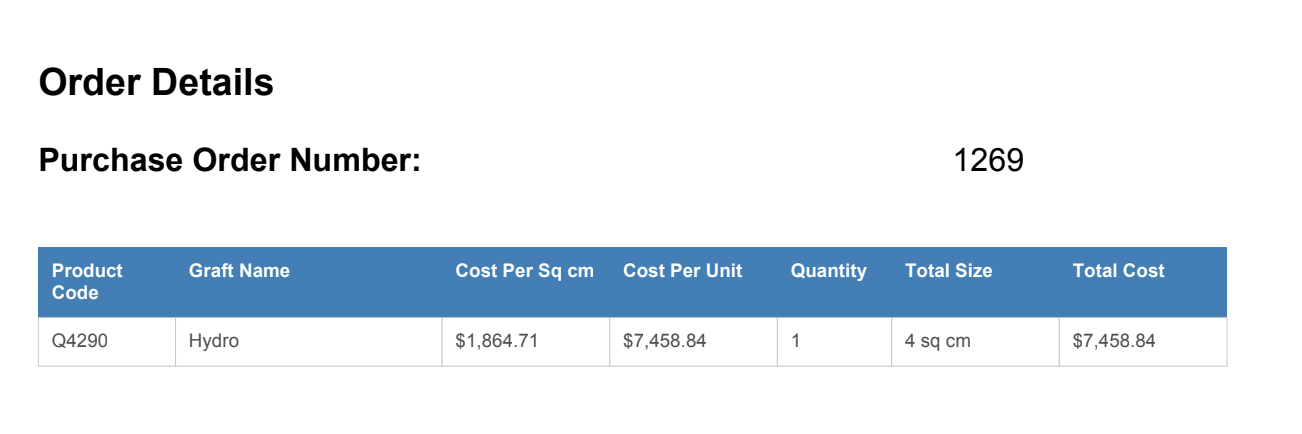 Order Details
Purchase Order Number: 1269
Product Code Graft Name Cost Per Sq cm Cost Per Unit Quantity Total Size Total Cost
Q4290 Hydro $1,864.71 $7,458.84 1 4 sq cm $7,458.84